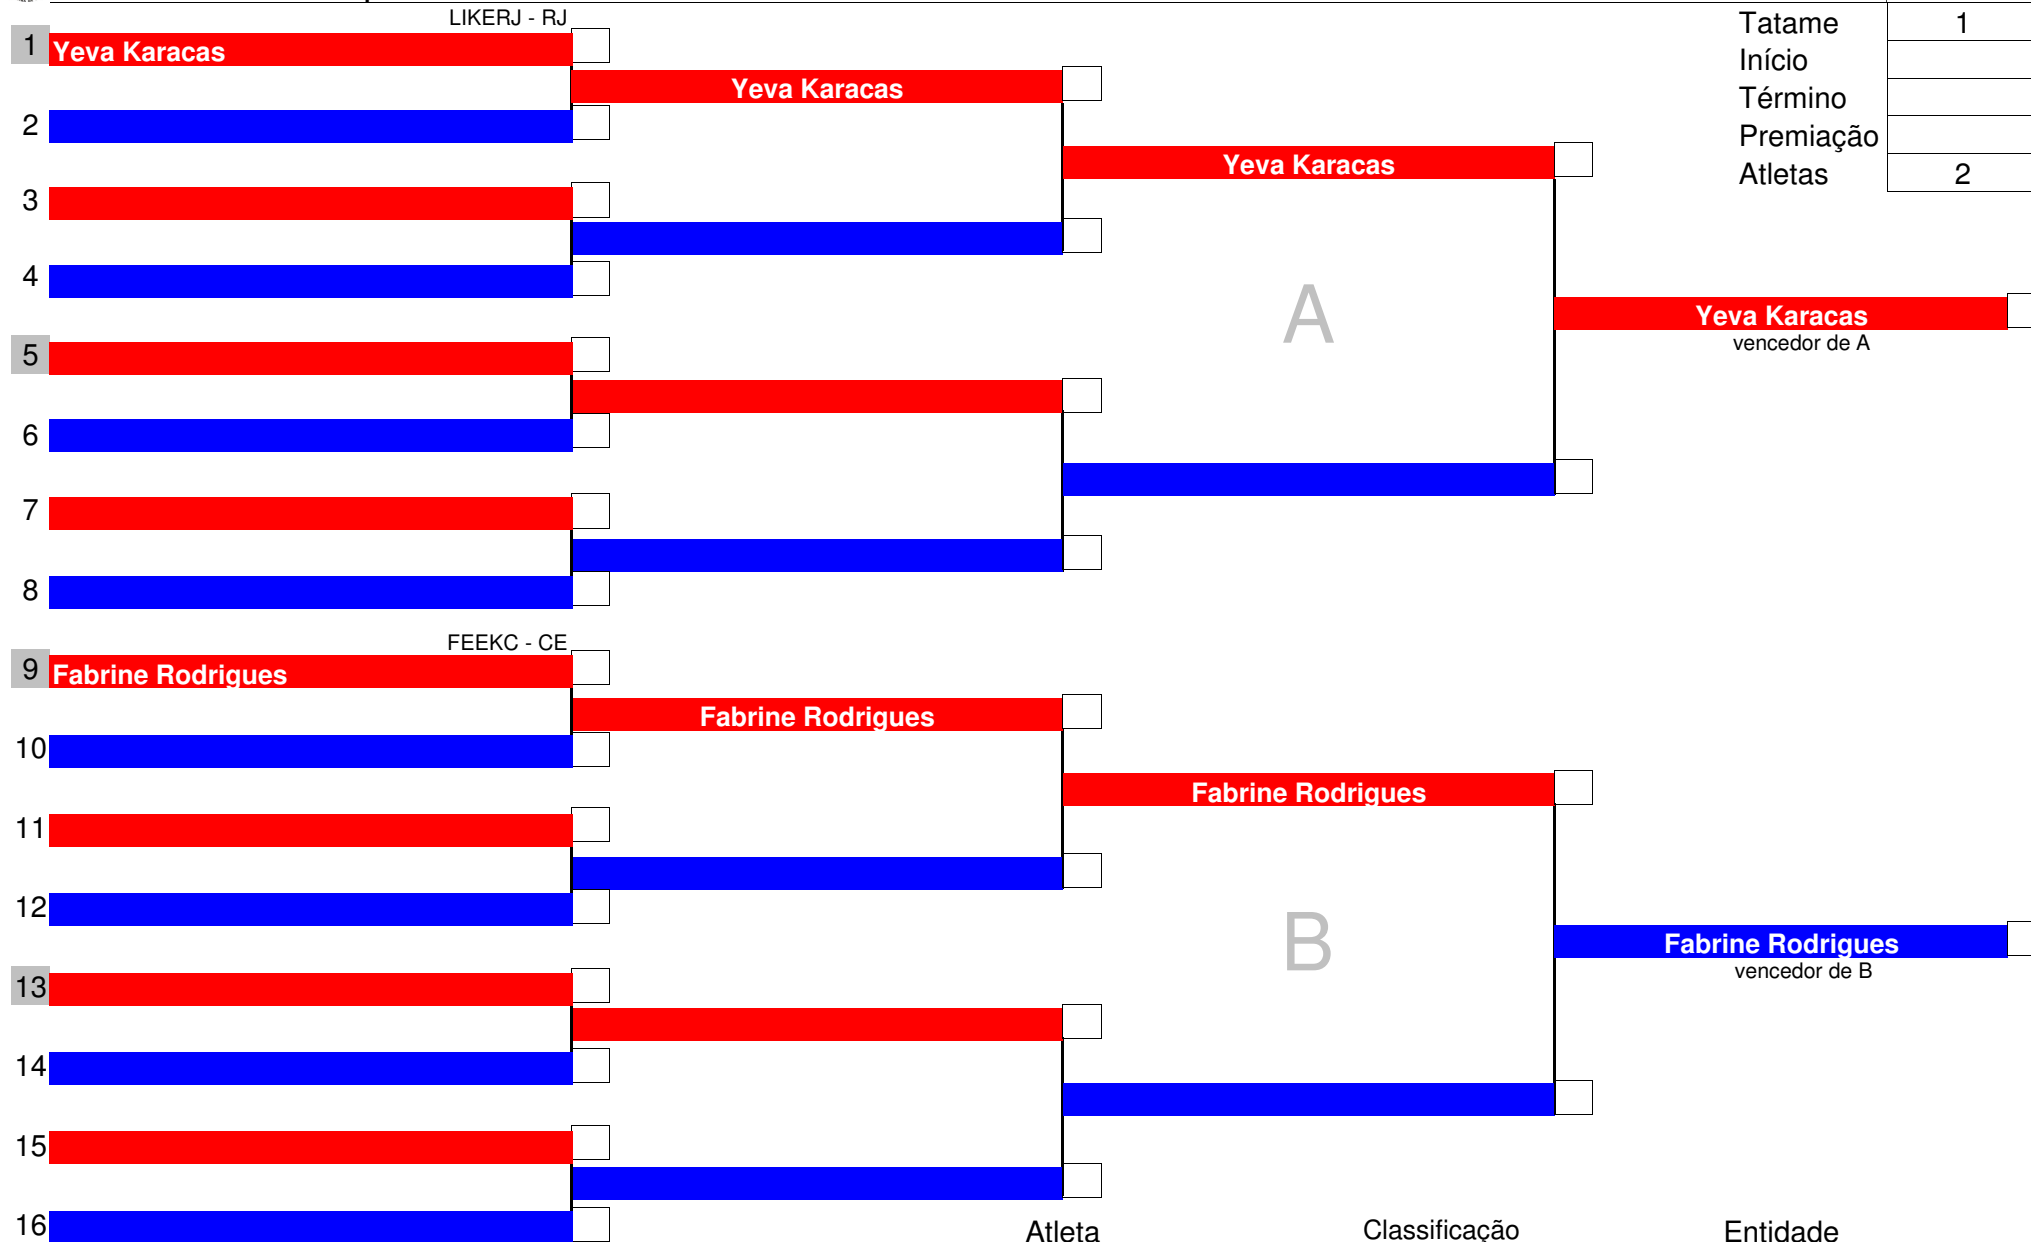 LIKERJ - RJ
Tatame 1
1 Yeva Karacas
Início
Yeva Karacas
Término
2
Premiação
Yeva Karacas
Atletas 2
3
4
A
Yeva Karacas
vencedor de A
5
6
7
8
FEEKC - CE
9 Fabrine Rodrigues
Fabrine Rodrigues
10
Fabrine Rodrigues
11
12
B
Fabrine Rodrigues
vencedor de B
13
14
15
16
Atleta Classificação Entidade